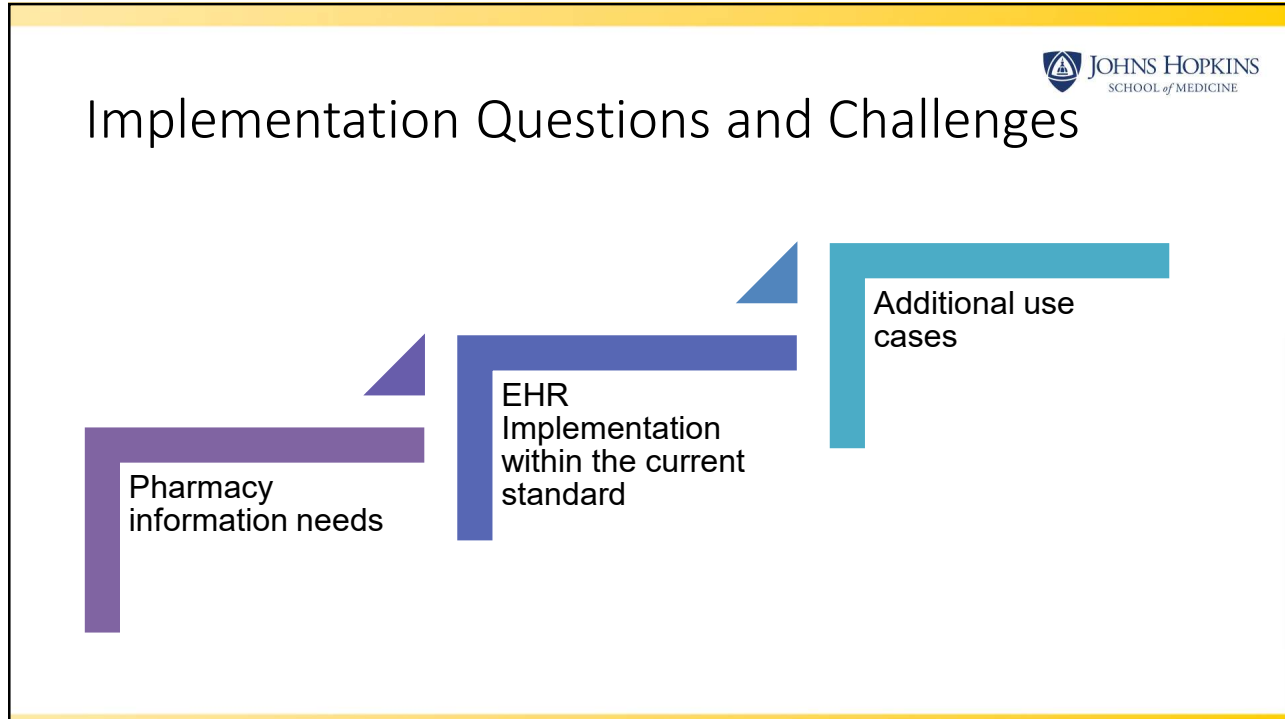 JOHNS HOPKINS
SCHOOL of MEDICINE
Implementation Questions and Challenges
Pharmacy
information needs
EHR
Implementation
within the current
standard
Additional use
cases